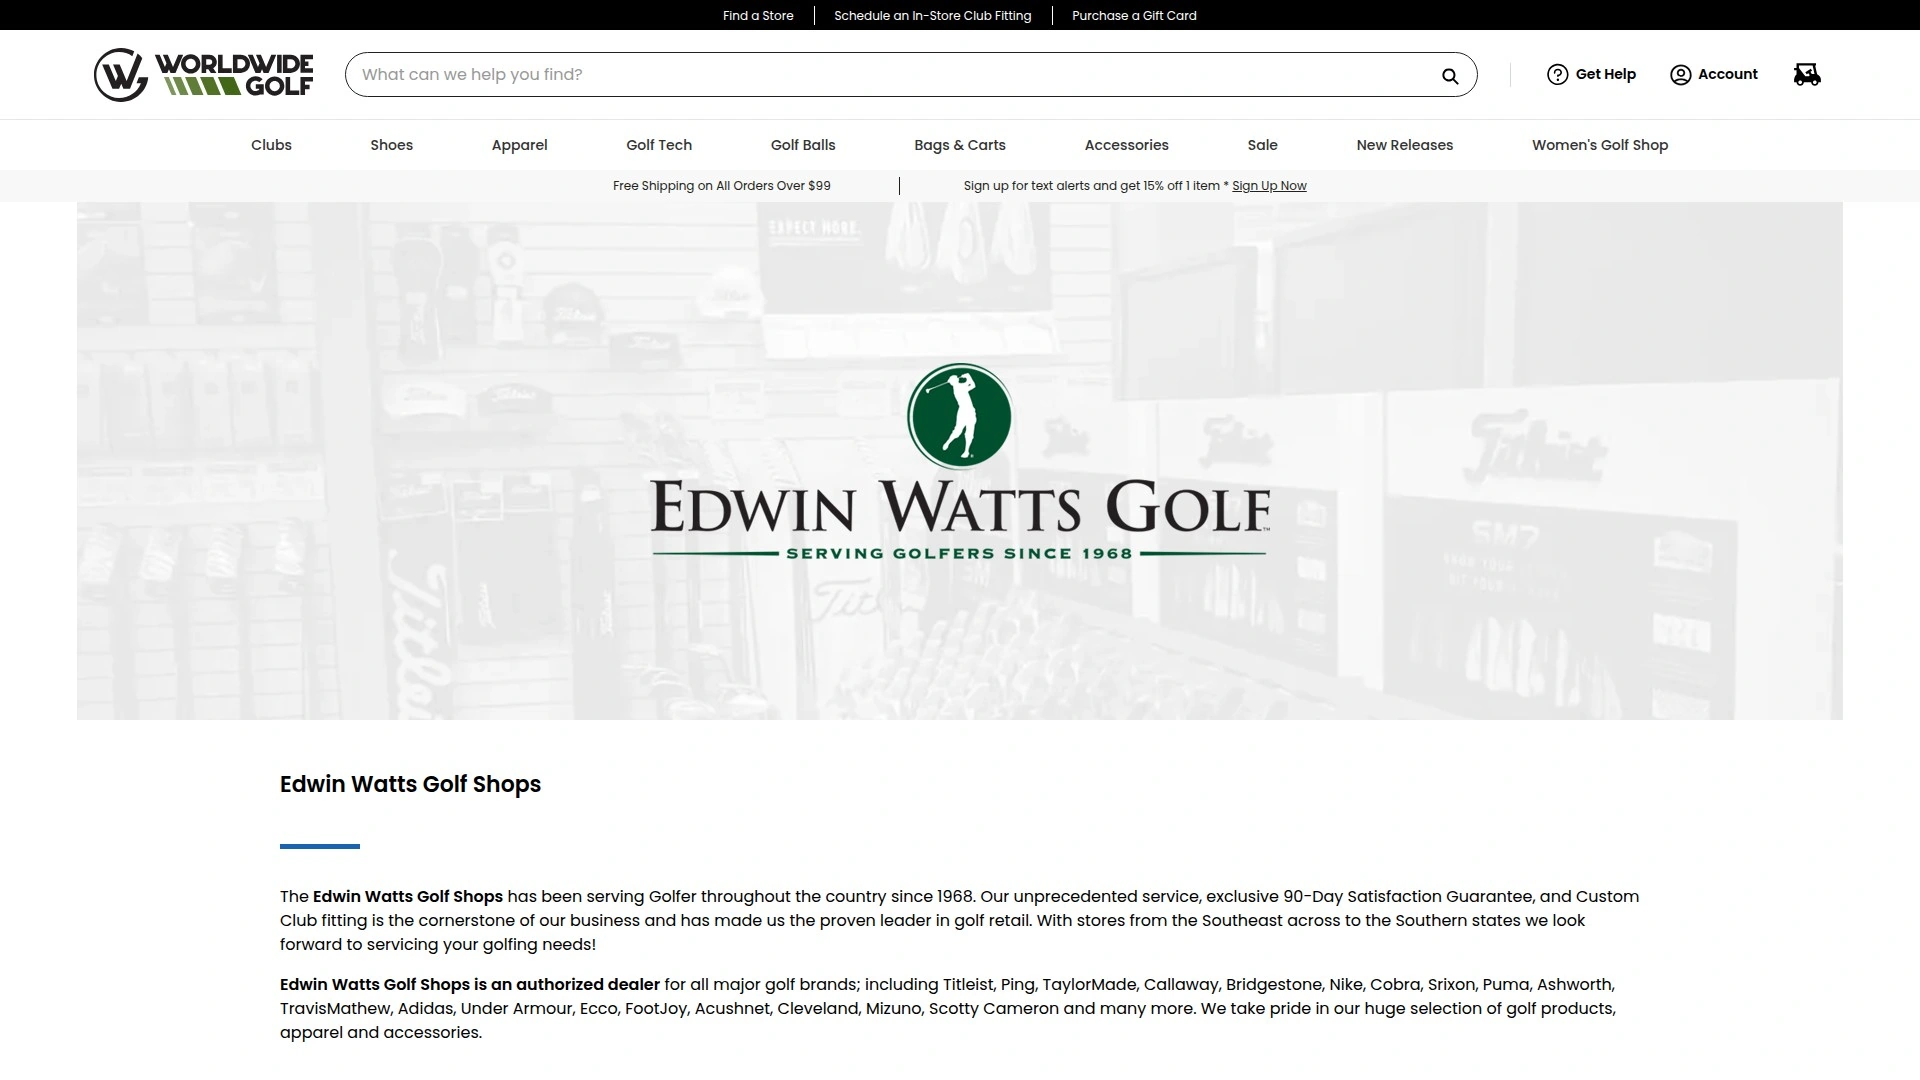 Find a Store
Schedule an In-Store Club Fitting
Purchase a Gift Card
WORLDWIDE
GOLF
What can we help you find?
Get Help
Account
Clubs
Shoes
Apparel
Golf Tech
Golf Balls
Bags & Carts
Accessories
Sale
New Releases
Women's Golf Shop
Free Shipping on All Orders Over $99
Sign up for text alerts and get 15% off 1 item * Sign Up Now
EXPECT MORE.
Titleist
SM7
EDWIN WATTS GOLF™
SERVING GOLFERS SINCE 1968
Titleist
Edwin Watts Golf Shops
The Edwin Watts Golf Shops has been serving Golfer throughout the country since 1968. Our unprecedented service, exclusive 90-Day Satisfaction Guarantee, and Custom
Club fitting is the cornerstone of our business and has made us the proven leader in golf retail. With stores from the Southeast across to the Southern states we look
forward to servicing your golfing needs!
Edwin Watts Golf Shops is an authorized dealer for all major golf brands; including Titleist, Ping, TaylorMade, Callaway, Bridgestone, Nike, Cobra, Srixon, Puma, Ashworth,
TravisMathew, Adidas, Under Armour, Ecco, FootJoy, Acushnet, Cleveland, Mizuno, Scotty Cameron and many more. We take pride in our huge selection of golf products,
apparel and accessories.